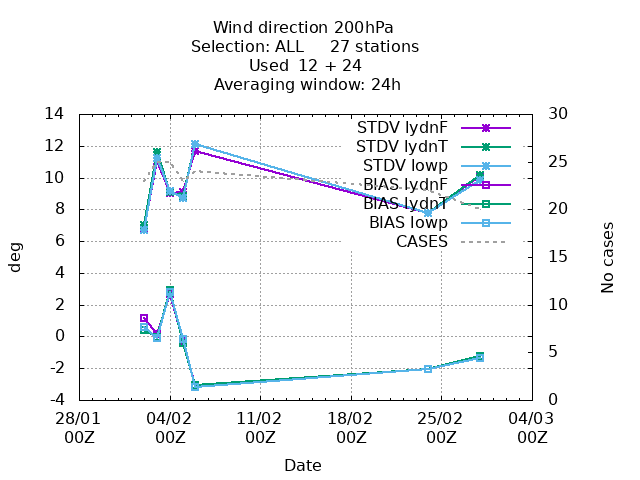 Wind direction 200hPa
Selection: ALL 27 stations
Used 12 + 24
Averaging window: 24h
14
12
10
8
6
4
2
0
-2
-4
deg
30
25
20
15
10
5
0
No cases
STDV lydnF
STDV lydnT
STDV lowp
BIAS lydnF
BIAS lydnT
BIAS lowp
CASES
28/01 04/02 11/02 18/02 25/02 04/03
00Z 00Z 00Z 00Z 00Z 00Z
Date